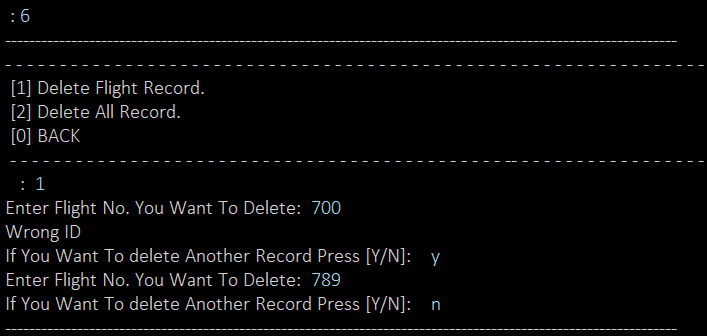 : 6
[1] Delete Flight Record.
[2] Delete All Record.
[0] BACK
: 1
Enter Flight No. You Want To Delete: 700
Wrong ID
If You Want To delete Another Record Press [Y/N]: y
Enter Flight No. You Want To Delete: 789
If You Want To delete Another Record Press [Y/N]: n